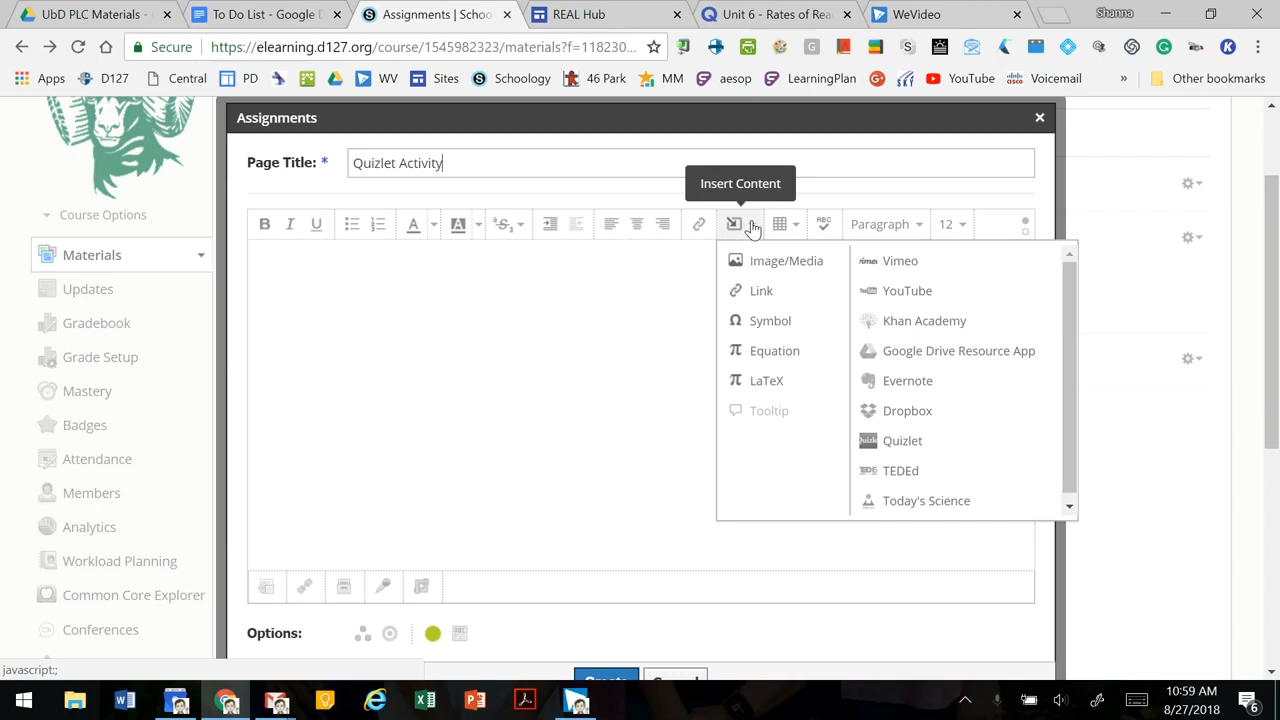 UbD PLC Materials -
To Do List - Google D
Assignments | School
REAL Hub
Unit 6 - Rates of Rea
WeVideo
Shanna
Secure
https://elearning.d127.org/course/1545982323/materials?f=118230...
Apps
D127
Central
PD
WV
Sites
Schoology
46 Park
MM
aesop
LearningPlan
YouTube
Voicemail
»
Other bookmarks
Assignments
Page Title: *
Quizlet Activity
Insert Content
B I U
Paragraph
12
Course Options
Materials
Updates
Gradebook
Grade Setup
Mastery
Badges
Attendance
Members
Analytics
Workload Planning
Common Core Explorer
Conferences
Image/Media
Link
Symbol
Equation
LaTeX
Tooltip
Vimeo
YouTube
Khan Academy
Google Drive Resource App
Evernote
Dropbox
Quizlet
TEDEd
Today's Science
Options:
javascript:;
10:59 AM
8/27/2018
6